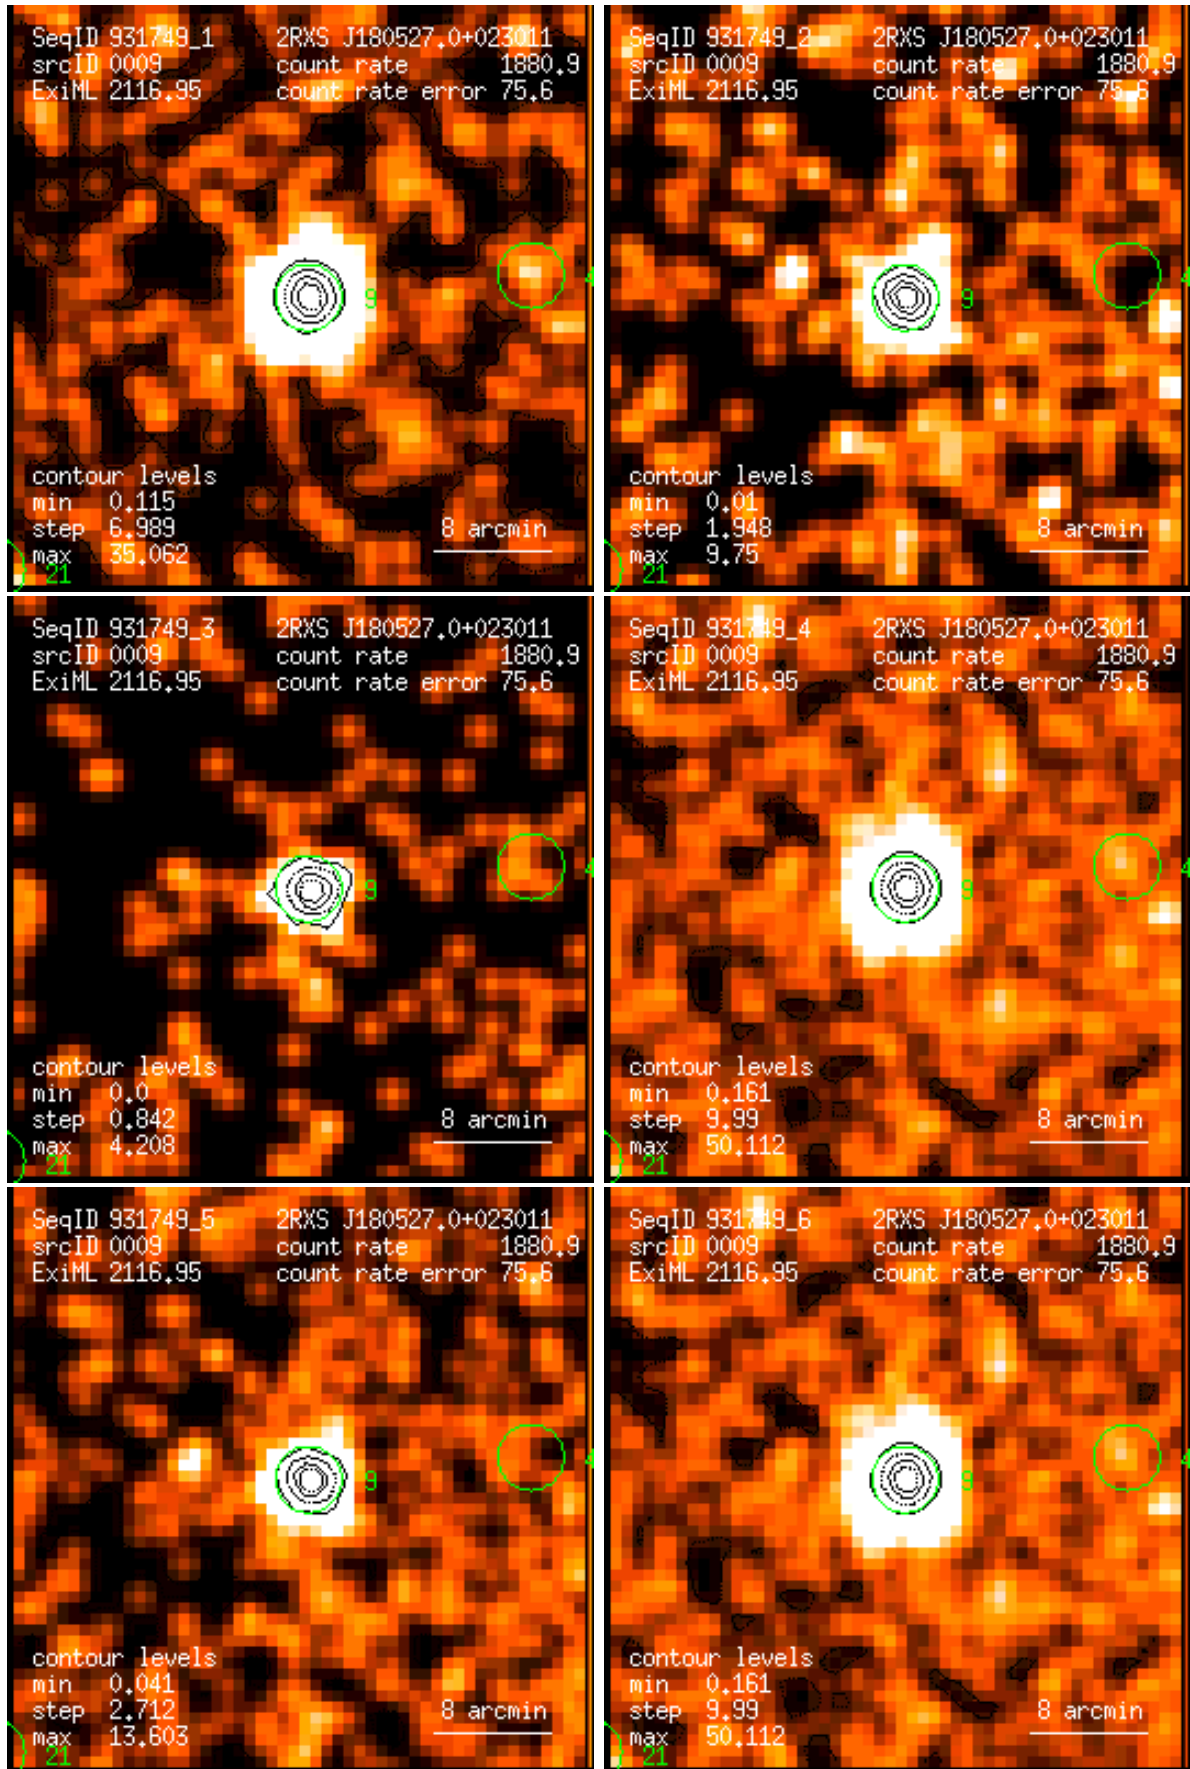 SeqID 931749_1 2RXS J180527.0+023011
srcID 0009 count rate 1880.9
ExiML 2116.95 count rate error 75.6
4
9
contour levels
min 0.115
step 6.989 8 arcmin
max 35.062
21
SeqID 931749_2 2RXS J180527.0+023011
srcID 0009 count rate 1880.9
ExiML 2116.95 count rate error 75.6
9
contour levels
min 0.01
step 1.948 8 arcmin
max 9.75
21
SeqID 931749_3 2RXS J180527.0+023011
srcID 0009 count rate 1880.9
ExiML 2116.95 count rate error 75.6
4
9
contour levels
min 0.0
step 0.842 8 arcmin
max 4.208
21
SeqID 931749_4 2RXS J180527.0+023011
srcID 0009 count rate 1880.9
ExiML 2116.95 count rate error 75.6
9
contour levels
min 0.161
step 9.99 8 arcmin
max 50.112
21
SeqID 931749_5 2RXS J180527.0+023011
srcID 0009 count rate 1880.9
ExiML 2116.95 count rate error 75.6
4
9
contour levels
min 0.041
step 2.712 8 arcmin
max 13.603
21
SeqID 931749_6 2RXS J180527.0+023011
srcID 0009 count rate 1880.9
ExiML 2116.95 count rate error 75.6
9
contour levels
min 0.161
step 9.99 8 arcmin
max 50.112
21